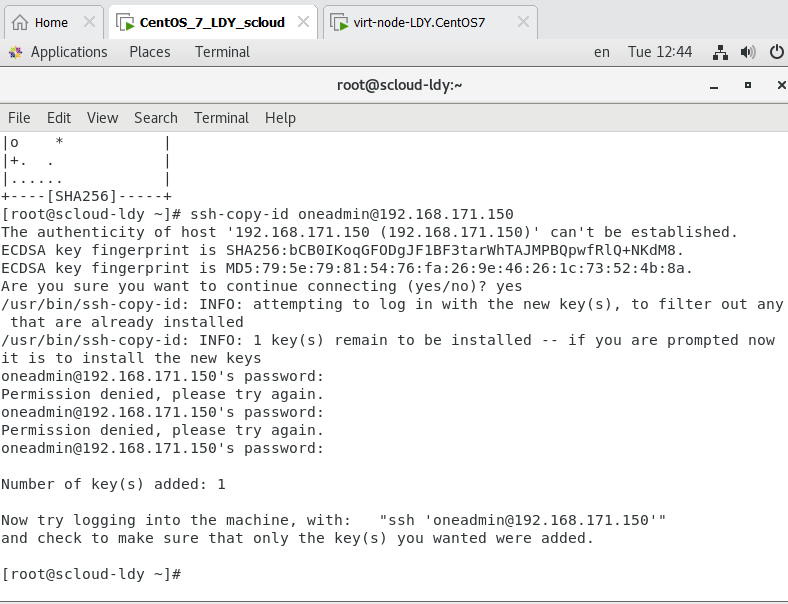 Home
CentOS_7_LDY_scloud
virt-node-LDY.CentOS7
Applications Places Terminal en Tue 12:44
root@scloud-ldy:~
File Edit View Search Terminal Help
|o    *           |
|+.  .            |
|......           |
+----[SHA256]-----+
[root@scloud-ldy ~]# ssh-copy-id oneadmin@192.168.171.150
The authenticity of host '192.168.171.150 (192.168.171.150)' can't be established.
ECDSA key fingerprint is SHA256:bCB0IKoqGFODgJF1BF3tarWhTAJMPBQpwfRlQ+NKdM8.
ECDSA key fingerprint is MD5:79:5e:79:81:54:76:fa:26:9e:46:26:1c:73:52:4b:8a.
Are you sure you want to continue connecting (yes/no)? yes
/usr/bin/ssh-copy-id: INFO: attempting to log in with the new key(s), to filter out any
 that are already installed
/usr/bin/ssh-copy-id: INFO: 1 key(s) remain to be installed -- if you are prompted now
it is to install the new keys
oneadmin@192.168.171.150's password:
Permission denied, please try again.
oneadmin@192.168.171.150's password:
Permission denied, please try again.
oneadmin@192.168.171.150's password:
Number of key(s) added: 1
Now try logging into the machine, with:   "ssh 'oneadmin@192.168.171.150'"
and check to make sure that only the key(s) you wanted were added.
[root@scloud-ldy ~]#